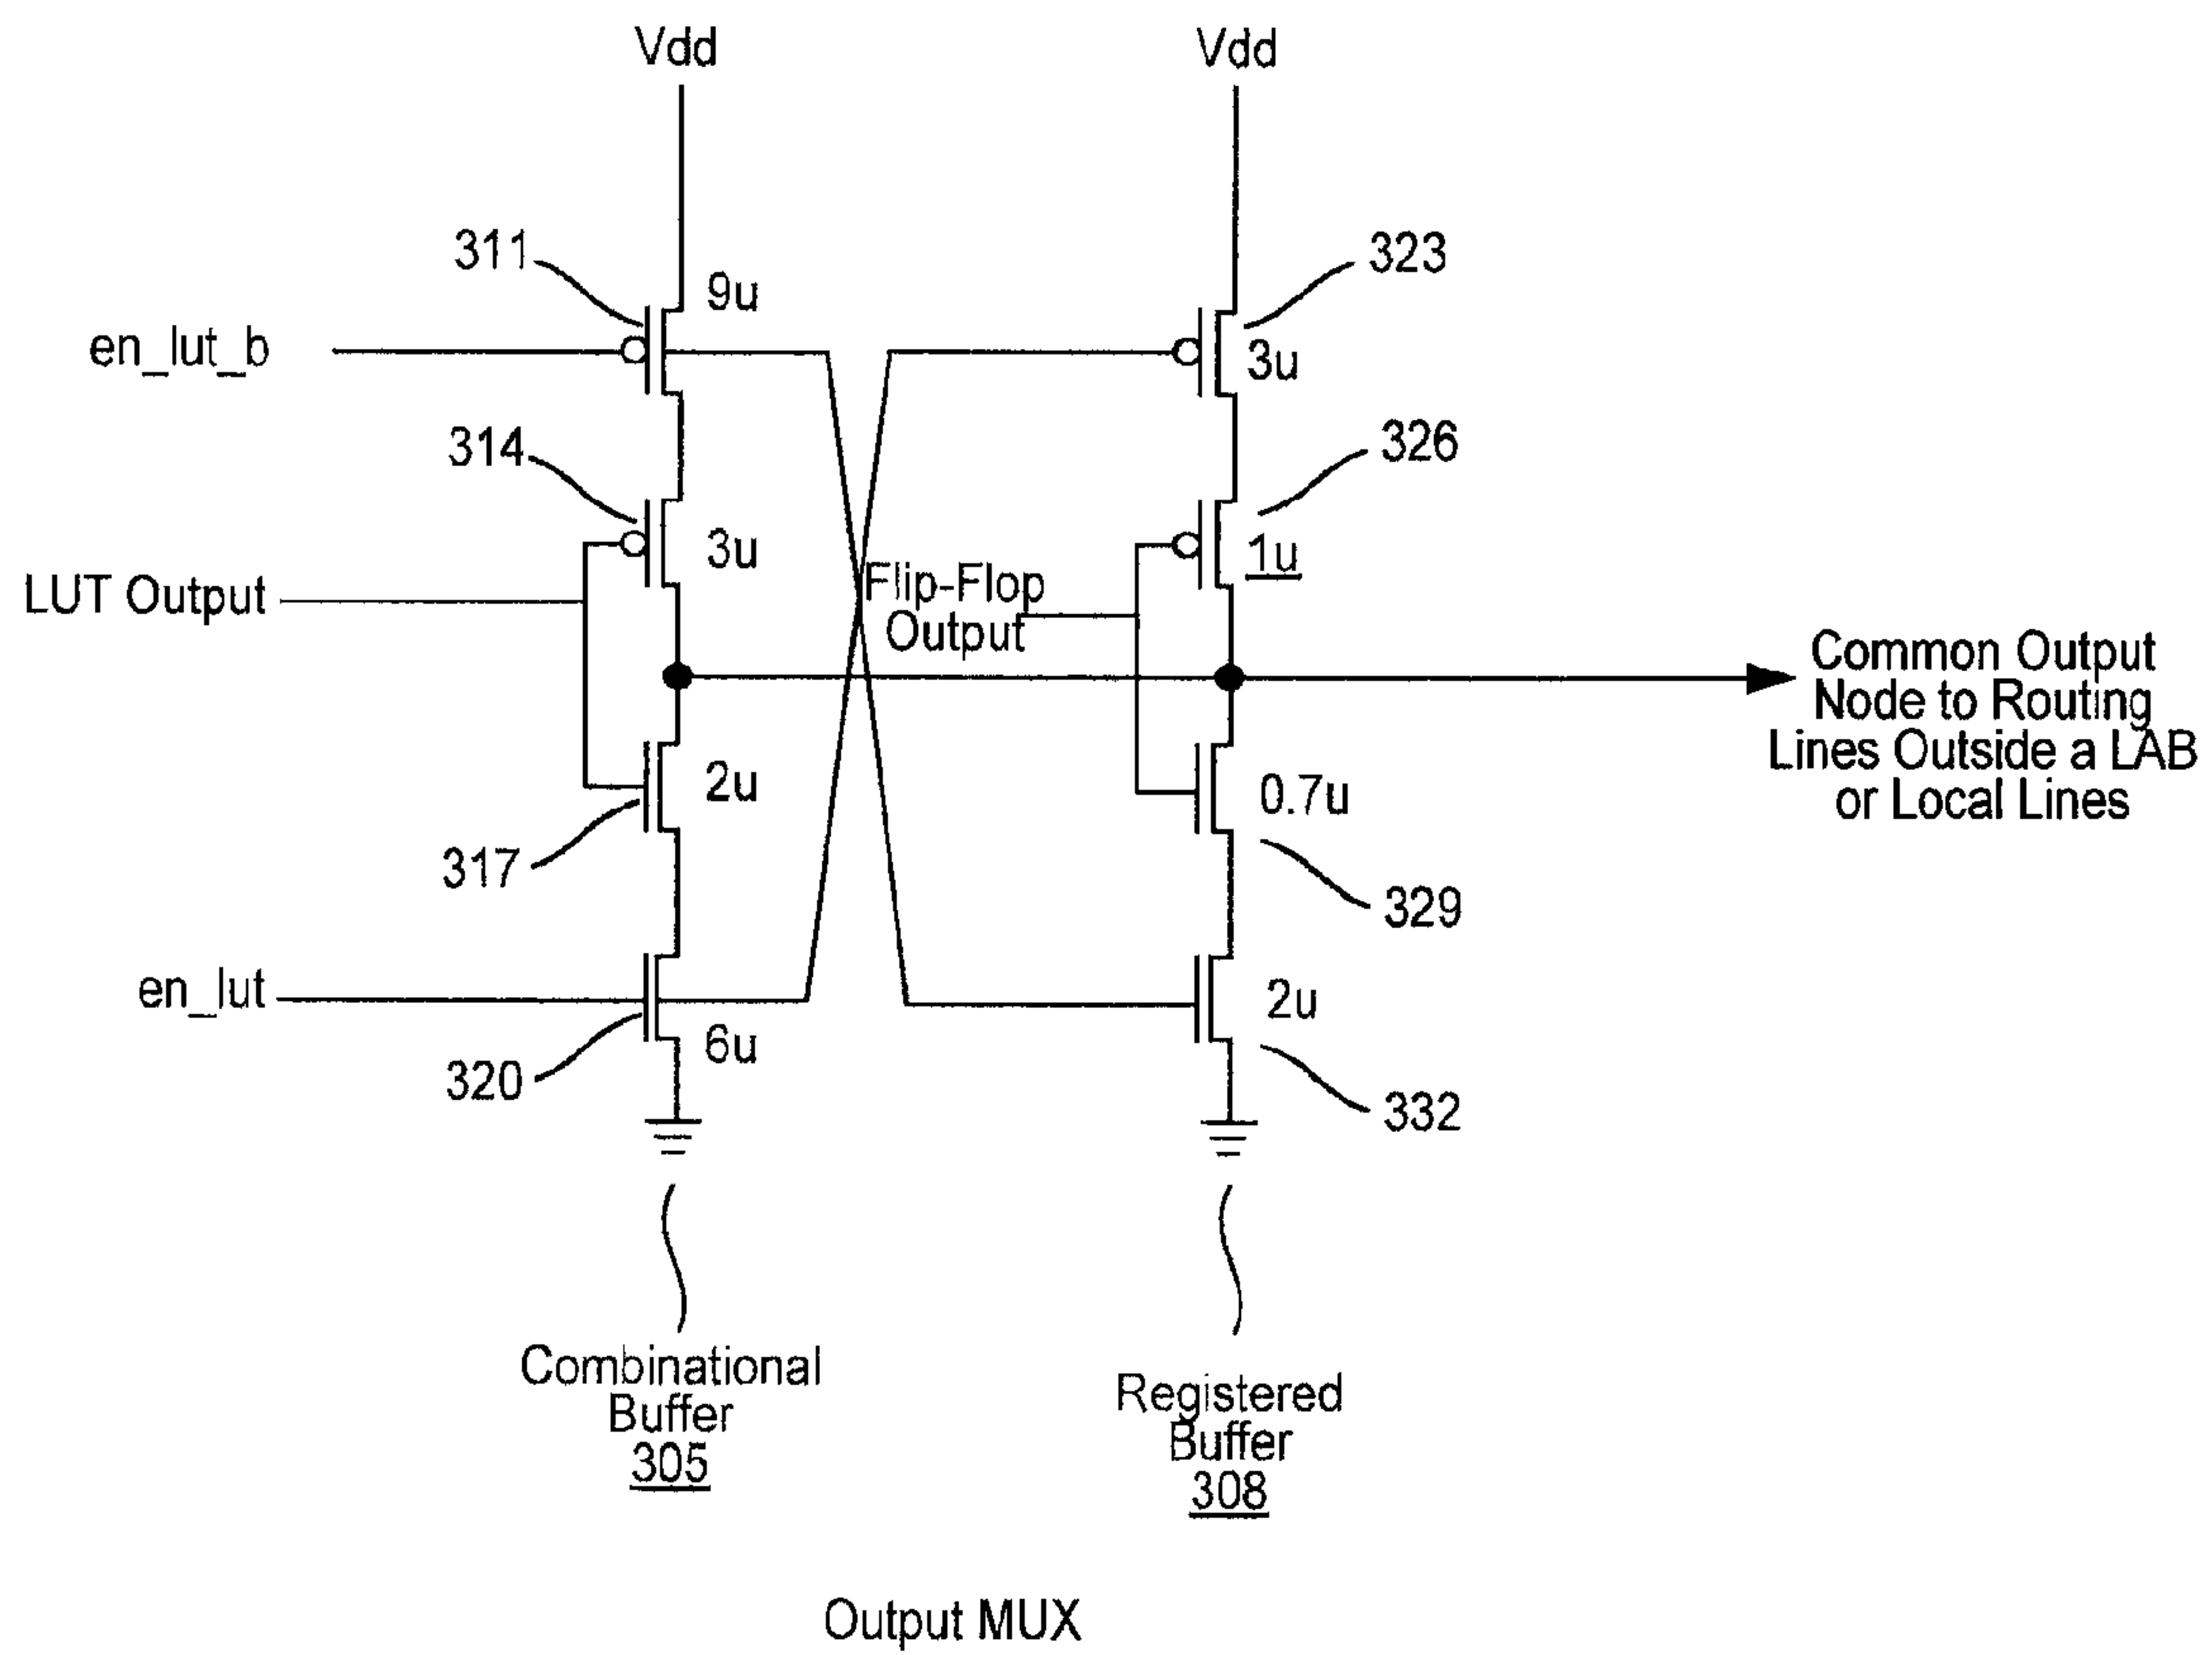 Vdd
Vdd
311
9u
323
en_lut_b
3u
314
326
3u
1u
LUT Output
Flip-Flop
Output
Common Output
Node to Routing
Lines Outside a LAB
or Local Lines
2u
0.7u
317
329
en_lut
2u
6u
320
332
Combinational
Buffer
305
Registered
Buffer
308
Output MUX